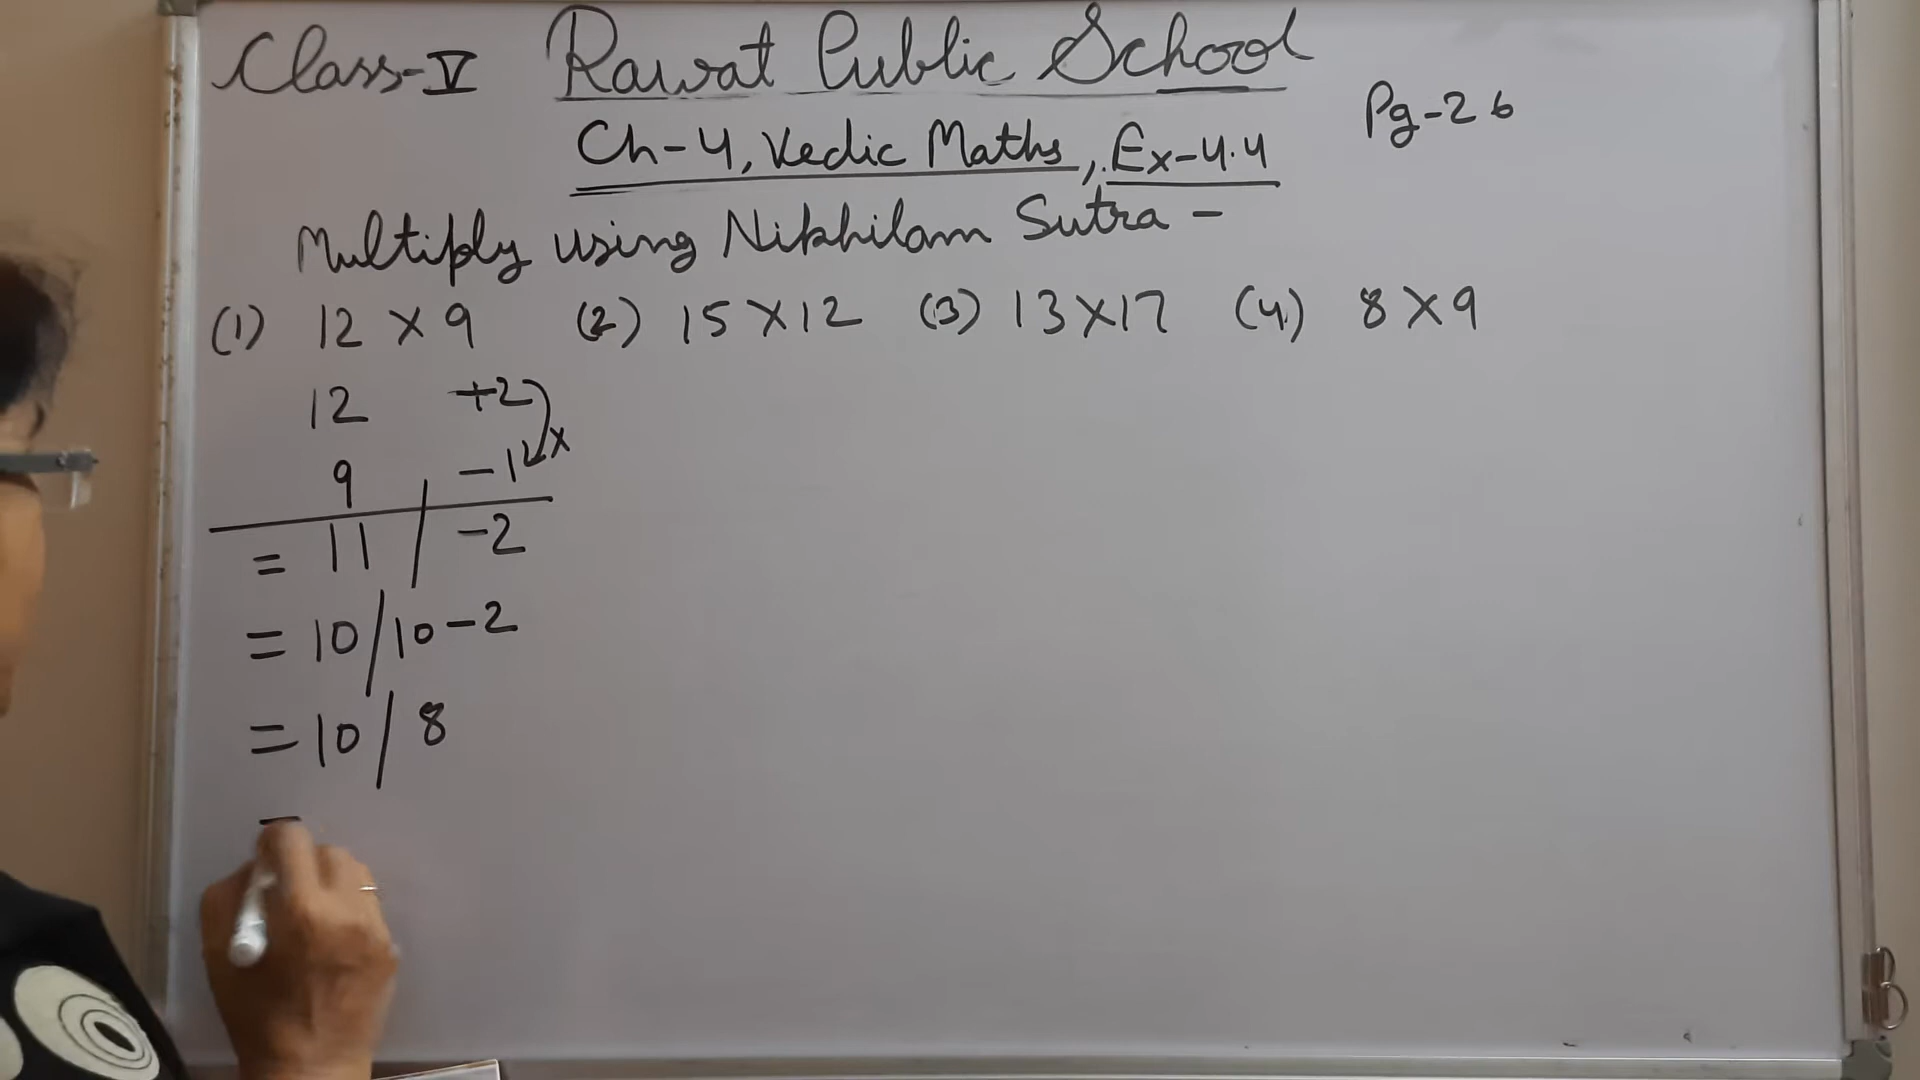 Class-V Rawat Public School
Pg-26
Ch-4, Vedic Maths, Ex-4.4
Multiply using Nikhilam Sutra -
(1) 12 X 9 (2) 15 X 12 (3) 13 X 17 (4) 8 X 9
12 +2
9 -1 X
= 11 / -2
= 10 / 10 - 2
= 10 / 8